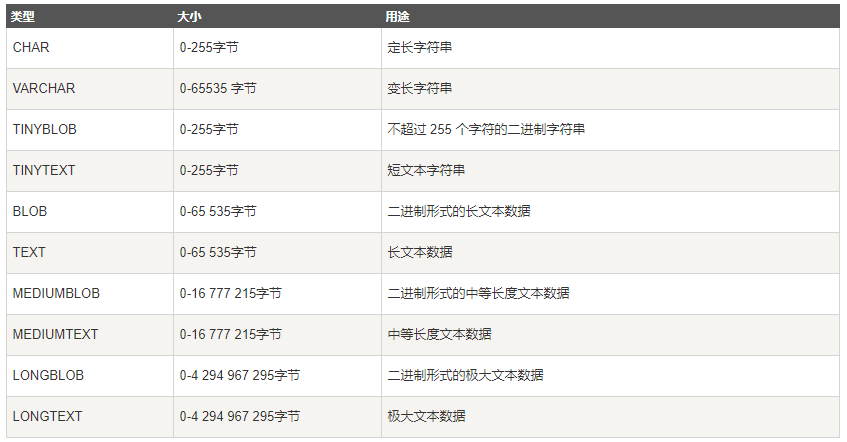 类型 大小 用途
CHAR 0-255字节 定长字符串
VARCHAR 0-65535 字节 变长字符串
TINYBLOB 0-255字节 不超过 255 个字符的二进制字符串
TINYTEXT 0-255字节 短文本字符串
BLOB 0-65 535字节 二进制形式的长文本数据
TEXT 0-65 535字节 长文本数据
MEDIUMBLOB 0-16 777 215字节 二进制形式的中等长度文本数据
MEDIUMTEXT 0-16 777 215字节 中等长度文本数据
LONGBLOB 0-4 294 967 295字节 二进制形式的极大文本数据
LONGTEXT 0-4 294 967 295字节 极大文本数据